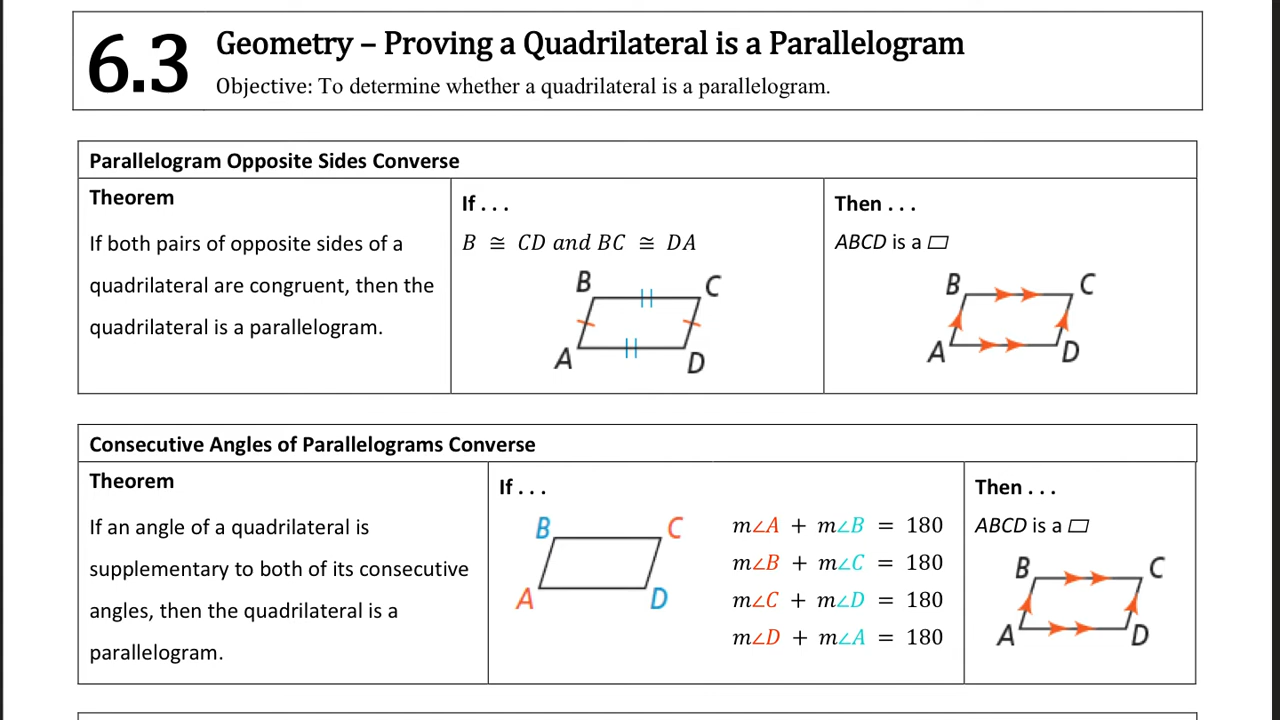 6.3
Geometry – Proving a Quadrilateral is a Parallelogram
Objective: To determine whether a quadrilateral is a parallelogram.
Parallelogram Opposite Sides Converse
Theorem
If both pairs of opposite sides of a
quadrilateral are congruent, then the
quadrilateral is a parallelogram.
If . . .
B ≅ CD and BC ≅ DA
B
C
A
D
Then . . .
ABCD is a ▱
B
C
A
D
Consecutive Angles of Parallelograms Converse
Theorem
If an angle of a quadrilateral is
supplementary to both of its consecutive
angles, then the quadrilateral is a
parallelogram.
If . . .
B
C
A
D
m∠A + m∠B = 180
m∠B + m∠C = 180
m∠C + m∠D = 180
m∠D + m∠A = 180
Then . . .
ABCD is a ▱
B
C
A
D